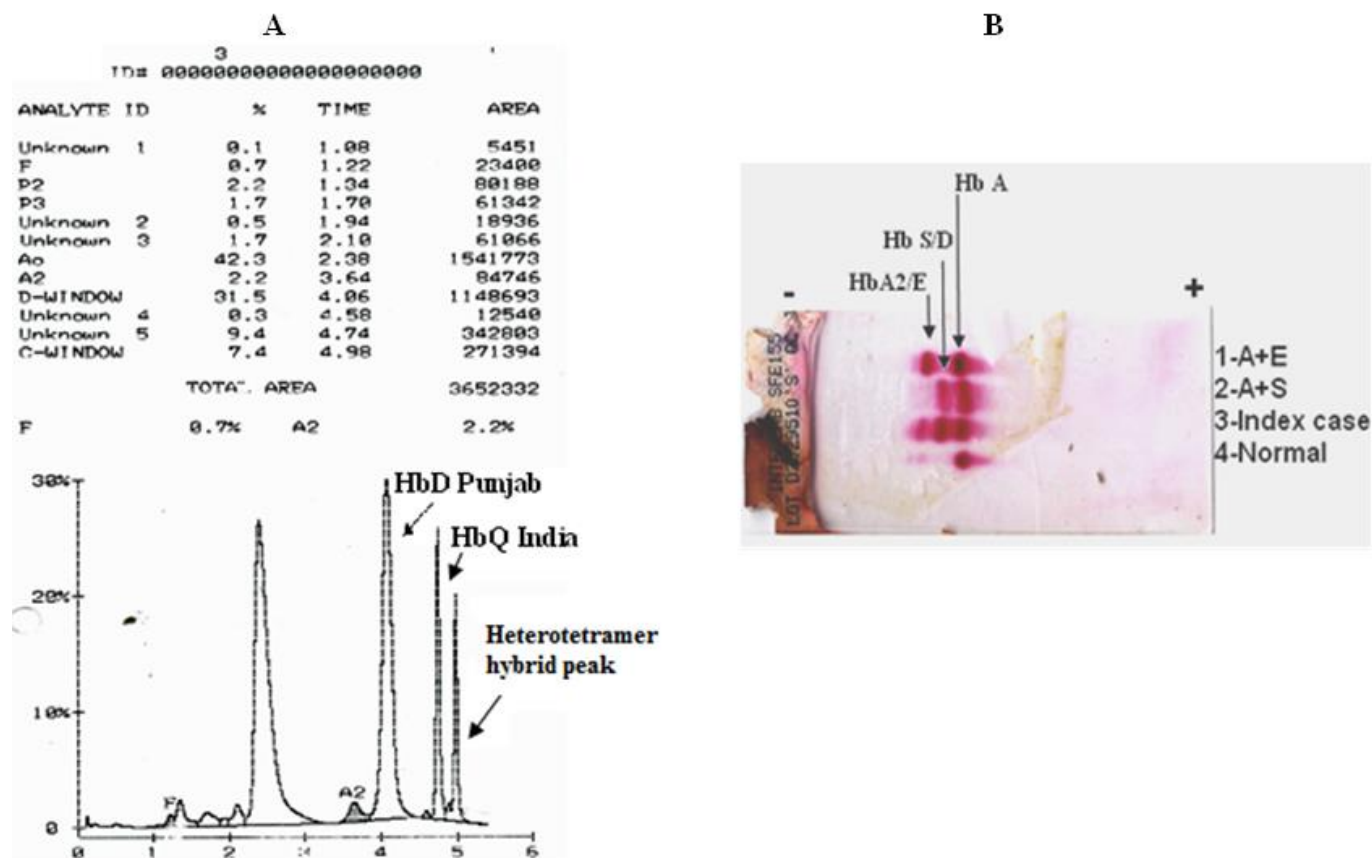 A
3
ID# 00000000000000000000
ANALYTE ID % TIME AREA
Unknown 1 0.1 1.08 5451
F 0.7 1.22 23400
P2 2.2 1.34 80188
P3 1.7 1.70 61342
Unknown 2 0.5 1.94 18936
Unknown 3 1.7 2.10 61066
Ao 42.3 2.38 1541773
A2 2.2 3.64 84746
D-WINDOW 31.5 4.06 1148693
Unknown 4 0.3 4.58 12540
Unknown 5 9.4 4.74 342803
C-WINDOW 7.4 4.98 271394
TOTAL AREA 3652332
F 0.7% A2 2.2%
30%
20%
10%
0
HbD Punjab
HbQ India
Heterotetramer
hybrid peak
F
A2
0 1 2 4 5 6
B
Hb A
Hb S/D
HbA2/E
- +
1-A+E
2-A+S
3-Index case
4-Normal